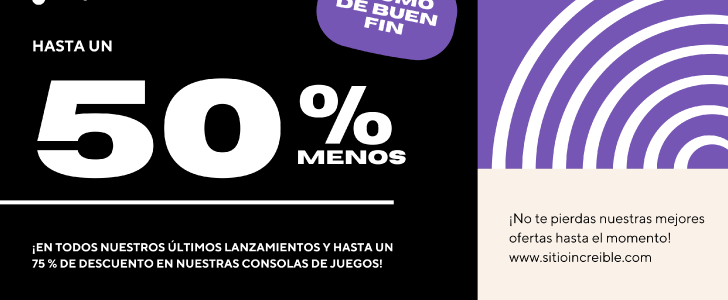 DE BUEN
FIN
HASTA UN
50 %
MENOS
¡EN TODOS NUESTROS ÚLTIMOS LANZAMIENTOS Y HASTA UN
75 % DE DESCUENTO EN NUESTRAS CONSOLAS DE JUEGOS!
¡No te pierdas nuestras mejores
ofertas hasta el momento!
www.sitioincreible.com